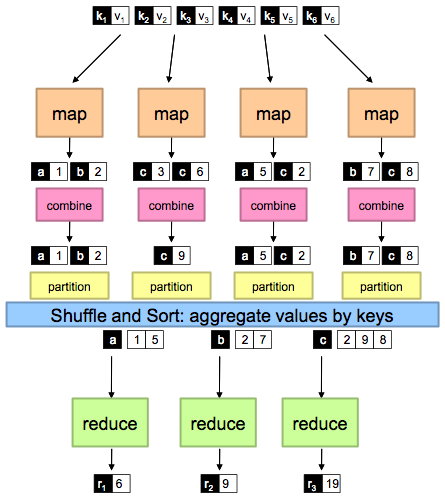 k1 v1 k2 v2 k3 v3 k4 v4 k5 v5 k6 v6
map map map map
a 1 b 2 c 3 c 6 a 5 c 2 b 7 c 8
combine combine combine combine
a 1 b 2 c 9 a 5 c 2 b 7 c 8
partition partition partition partition
Shuffle and Sort: aggregate values by keys
a 1 5 b 2 7 c 2 9 8
reduce reduce reduce
r1 6 r2 9 r3 19